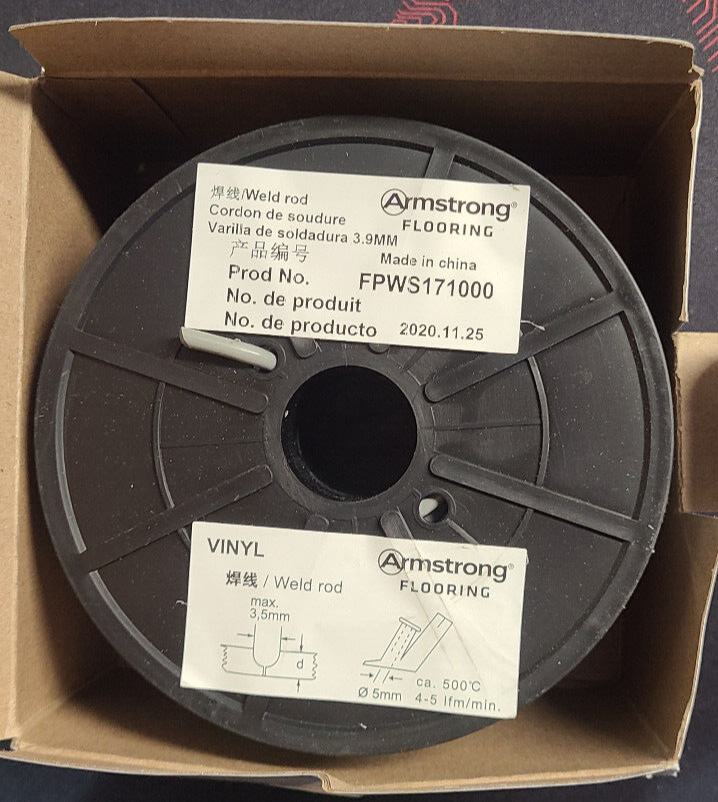 焊线/Weld rod
Cordon de soudure
Varilla de soldadura 3.9MM
Armstrong®
FLOORING
产品编号
Made in china
Prod No.
FPWS171000
No. de produit
No. de producto
2020.11.25
VINYL
Armstrong®
FLOORING
焊线 / Weld rod
max.
3,5mm
d
Ø 5mm
ca. 500℃
4-5 lfm/min.